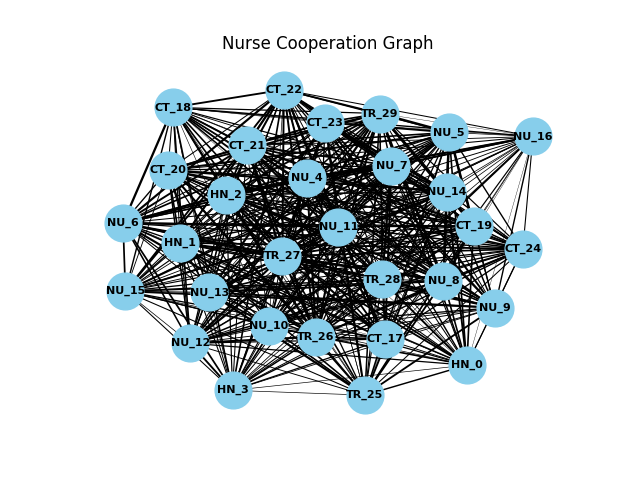 Nurse Cooperation Graph
CT_22
CT_18
TR_29
CT_23
NU_5
NU_16
CT_21
NU_7
CT_20
NU_4
NU_14
HN_2
NU_6
CT_19
NU_11
HN_1
CT_24
TR_27
TR_28
NU_8
NU_15
NU_13
NU_9
NU_10
TR_26
CT_17
NU_12
HN_0
HN_3
TR_25